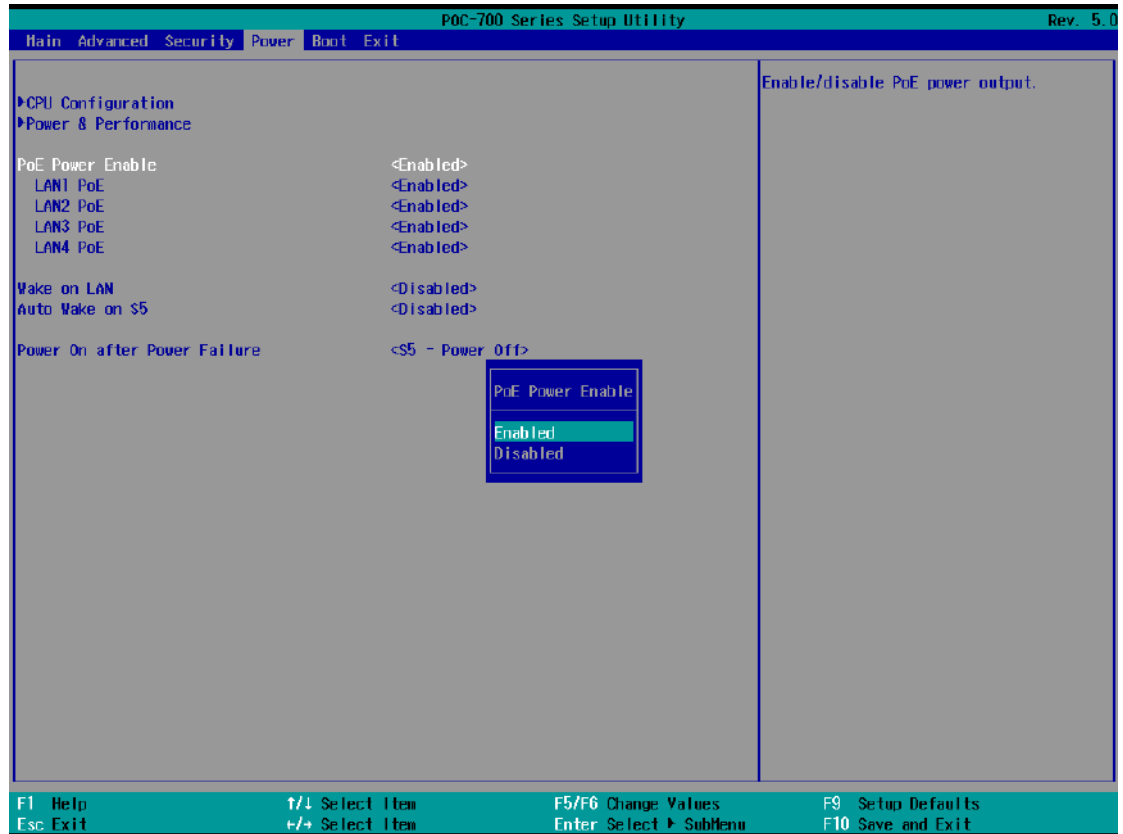 POC-700 Series Setup Utility Rev. 5.0
Main Advanced Security Power Boot Exit
Enable/disable PoE power output.
▶CPU Configuration
▶Power & Performance
PoE Power Enable <Enabled>
LAN1 PoE <Enabled>
LAN2 PoE <Enabled>
LAN3 PoE <Enabled>
LAN4 PoE <Enabled>
Wake on LAN <Disabled>
Auto Wake on S5 <Disabled>
Power On after Power Failure <S5 - Power Off>
PoE Power Enable
Enabled
Disabled
F1 Help ↑/↓ Select Item F5/F6 Change Values F9 Setup Defaults
Esc Exit ←/→ Select Item Enter Select ▶ SubMenu F10 Save and Exit